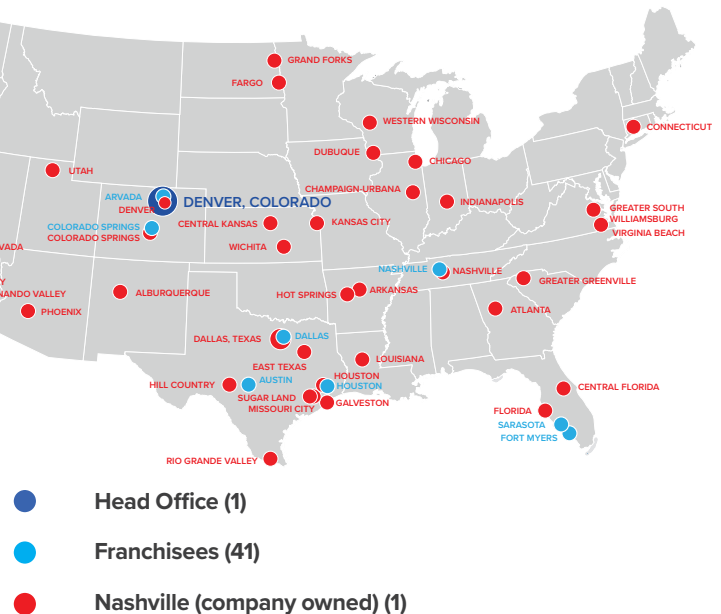 GRAND FORKS
FARGO
WESTERN WISCONSIN
CONNECTICUT
DUBUQUE
CHICAGO
UTAH
CHAMPAIGN-URBANA
INDIANAPOLIS
ARVADA
DENVER, COLORADO
DENVER
GREATER SOUTH
WILLIAMSBURG
VIRGINIA BEACH
COLORADO SPRINGS
COLORADO SPRINGS
CENTRAL KANSAS
KANSAS CITY
WICHITA
VADA
NASHVILLE
NASHVILLE
GREATER GREENVILLE
Y
NANDO VALLEY
ALBURQUERQUE
HOT SPRINGS
ARKANSAS
PHOENIX
ATLANTA
DALLAS, TEXAS
DALLAS
EAST TEXAS
LOUISIANA
HOUSTON
HILL COUNTRY
AUSTIN
HOUSTON
CENTRAL FLORIDA
SUGAR LAND
MISSOURI CITY
GALVESTON
FLORIDA
SARASOTA
FORT MYERS
RIO GRANDE VALLEY
Head Office (1)
Franchisees (41)
Nashville (company owned) (1)